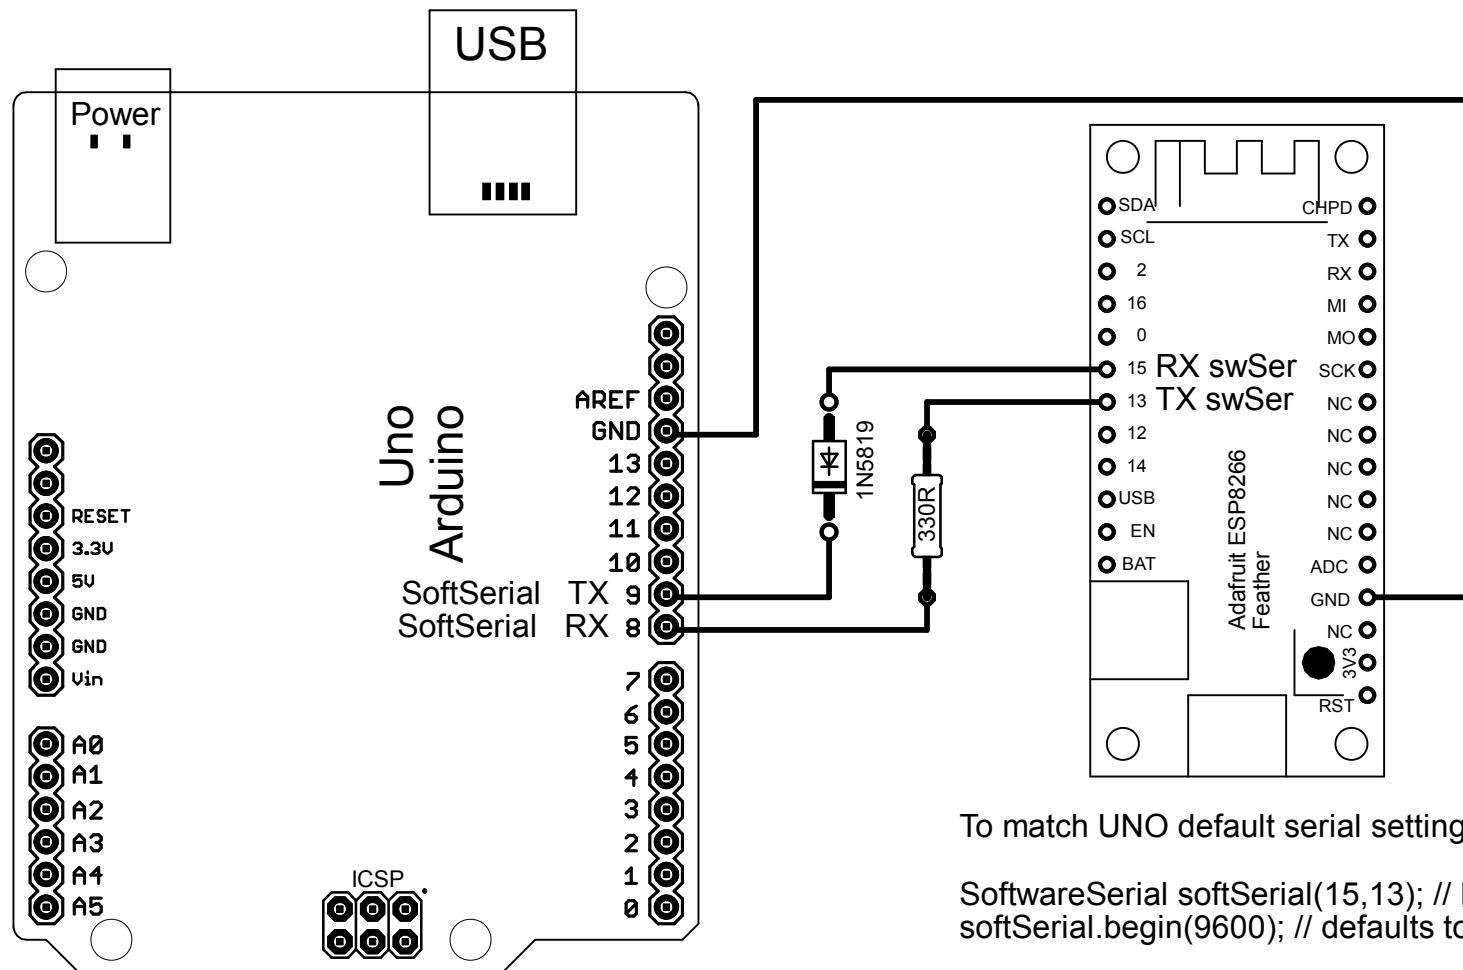 USB
Power
AREF
GND
13
12
11
10
SoftSerial TX 9
SoftSerial RX 8
7
6
5
4
3
2
1
0
RESET
3.3V
5V
GND
GND
Vin
A0
A1
A2
A3
A4
A5
Uno
Arduino
ICSP
1N5819
330R
SDA
SCL
2
16
0
15 RX swSer
13 TX swSer
12
14
USB
EN
BAT
CHPD
TX
RX
MI
MO
SCK
NC
NC
NC
NC
NC
ADC
GND
NC
3V3
RST
Adafruit ESP8266
Feather
To match UNO default serial setting
SoftwareSerial softSerial(15,13); //
softSerial.begin(9600); // defaults to